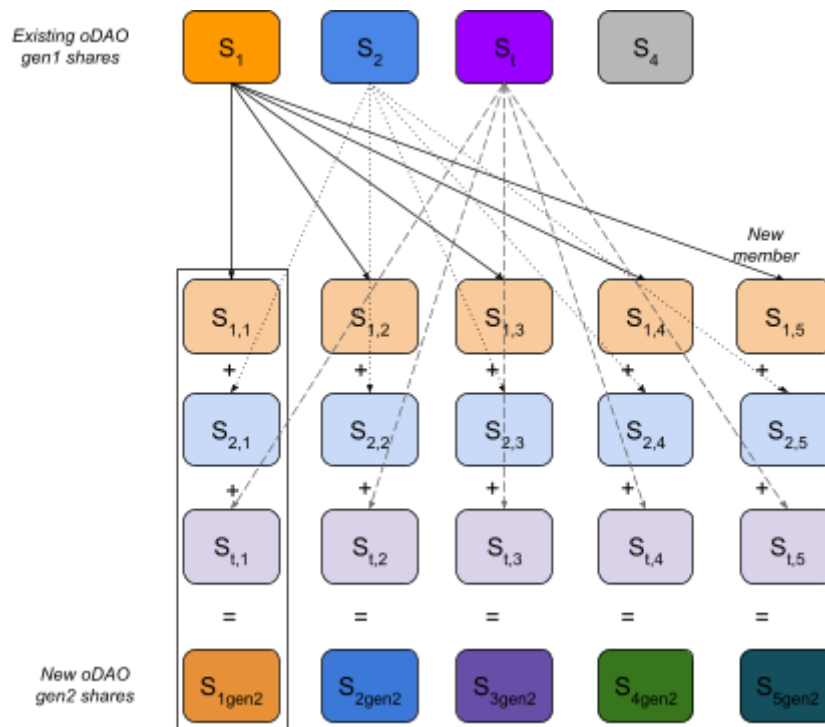 Existing oDAO
gen1 shares
S1
S2
St
S4
New
member
S1,1
S1,2
S1,3
S1,4
S1,5
+ + + + +
S2,1
S2,2
S2,3
S2,4
S2,5
+ + + + +
St,1
St,2
St,3
St,4
St,5
= = = = =
New oDAO
gen2 shares
S1gen2
S2gen2
S3gen2
S4gen2
S5gen2